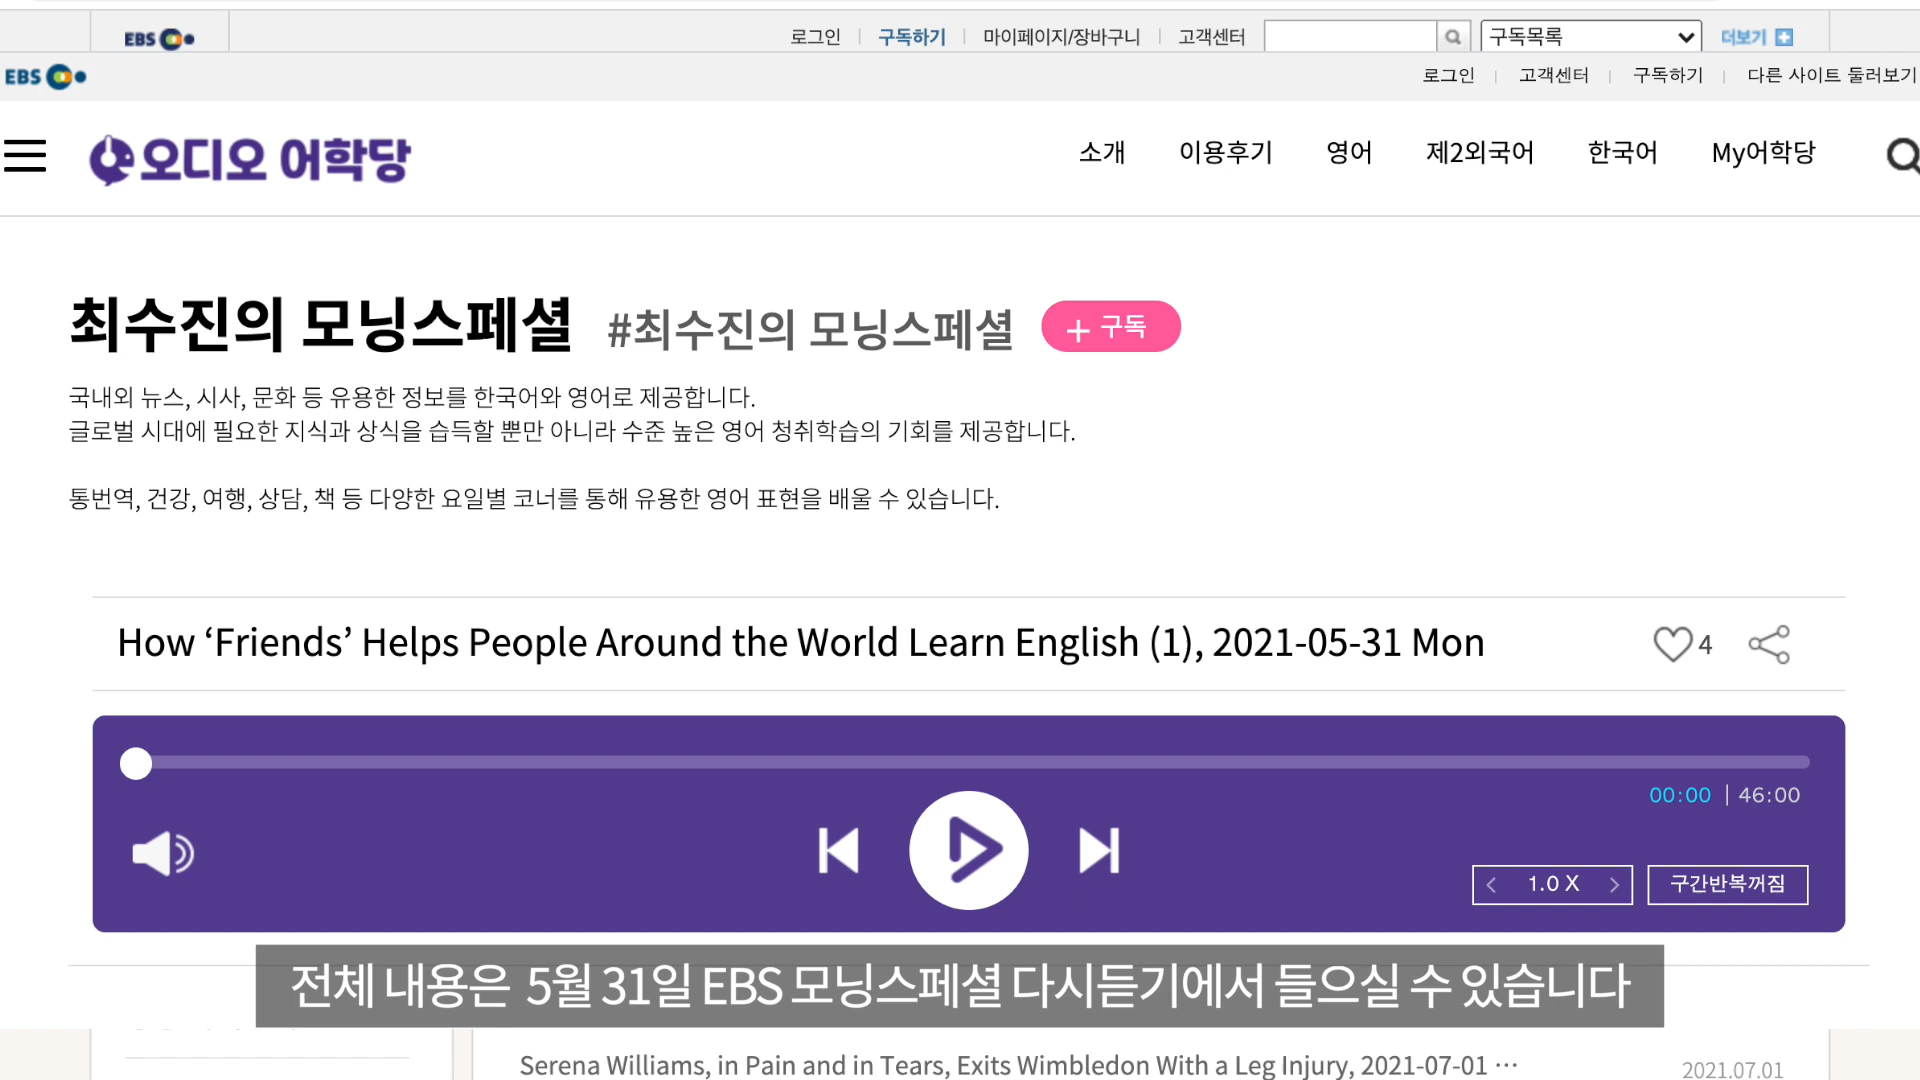 EBS
로그인 구독하기 마이페이지/장바구니 고객센터 구독목록 더보기
EBS
로그인 고객센터 구독하기 다른 사이트 둘러보기
오디오 어학당
소개 이용후기 영어 제2외국어 한국어 My어학당
최수진의 모닝스페셜 #최수진의 모닝스페셜 + 구독
국내외 뉴스, 시사, 문화 등 유용한 정보를 한국어와 영어로 제공합니다.
글로벌 시대에 필요한 지식과 상식을 습득할 뿐만 아니라 수준 높은 영어 청취학습의 기회를 제공합니다.
통번역, 건강, 여행, 상담, 책 등 다양한 요일별 코너를 통해 유용한 영어 표현을 배울 수 있습니다.
How ‘Friends’ Helps People Around the World Learn English (1), 2021-05-31 Mon 4
00:00 | 46:00
< 1.0 X > 구간반복꺼짐
전체 내용은 5월 31일 EBS 모닝스페셜 다시듣기에서 들으실 수 있습니다
Serena Williams, in Pain and in Tears, Exits Wimbledon With a Leg Injury, 2021-07-01 ⋯ 2021.07.01